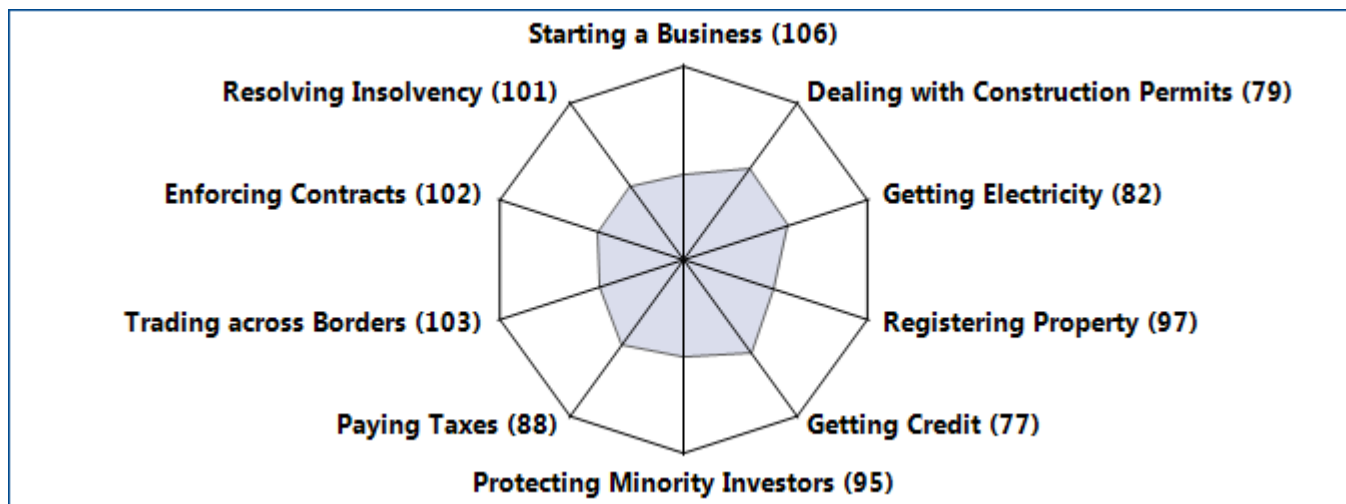 Starting a Business (106)
Resolving Insolvency (101)
Dealing with Construction Permits (79)
Enforcing Contracts (102)
Getting Electricity (82)
Trading across Borders (103)
Registering Property (97)
Paying Taxes (88)
Getting Credit (77)
Protecting Minority Investors (95)